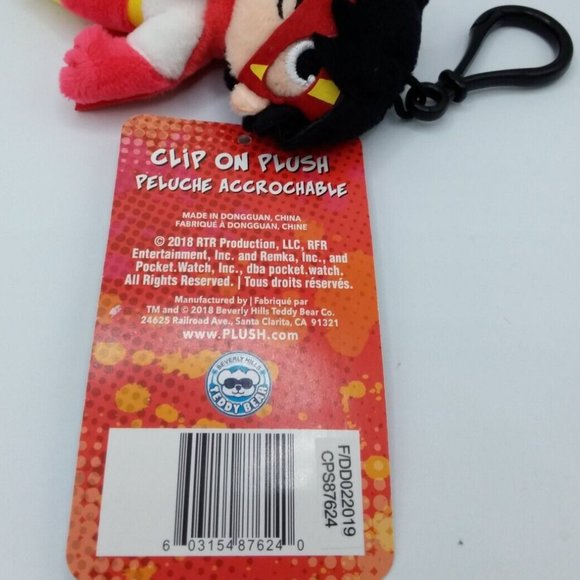 CLiP ON PLUSH
PELUCHE ACCROCHABLE
MADE IN DONGGUAN, CHINA
FABRIQUÉ À DONGGUAN, CHINE
© 2018 RTR Production, LLC, RFR
Entertainment, Inc. and Remka, Inc., and
Pocket.Watch, Inc., dba pocket.watch.
All Rights Reserved. | Tous droits réservés.
Manufactured by | Fabriqué par
TM and © 2018 Beverly Hills Teddy Bear Co.
24625 Railroad Ave., Santa Clarita, CA 91321
www.PLUSH.com
BEVERLY HILLS
TEDDY BEAR
F/DD022019
CPS87624
6 03154 87624 0